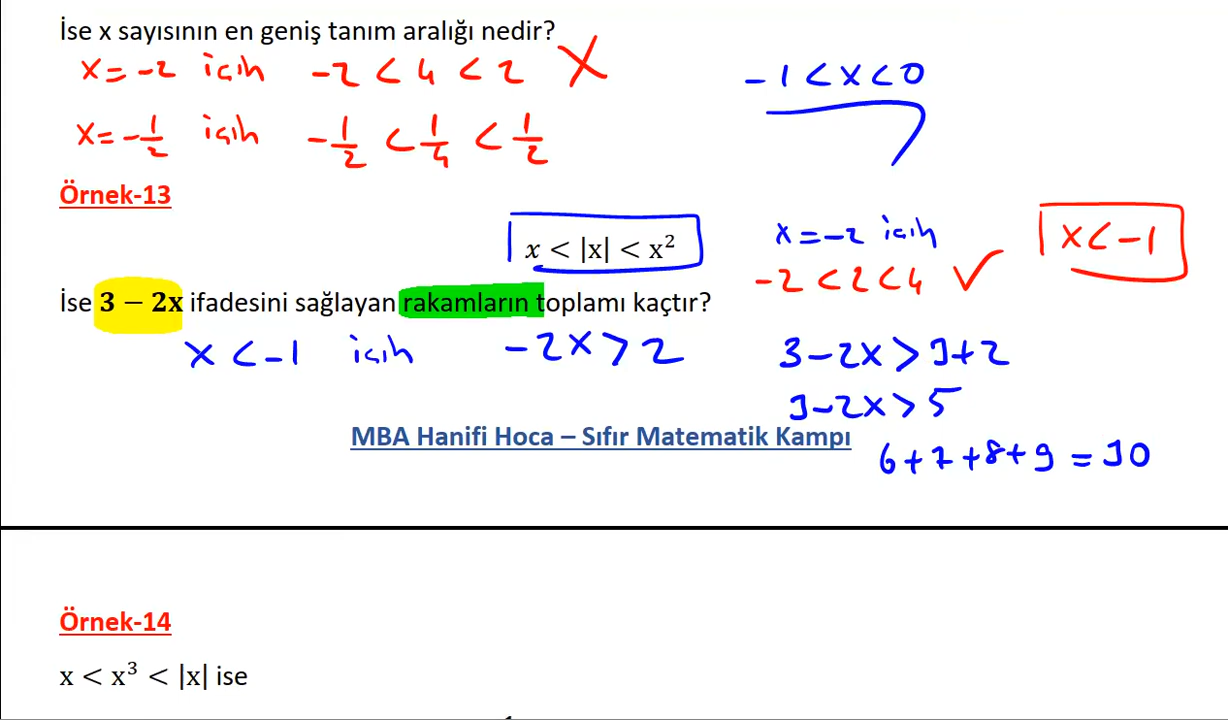 İse x sayısının en geniş tanım aralığı nedir?
x = -2 için -2 < 4 < 2 X
-1 < x < 0
x = -1/2 için -1/2 < 1/4 < 1/2
Örnek-13
x < |x| < x²
x = -2 için
-2 < 2 < 4 ✓
x < -1
İse 3 − 2x ifadesini sağlayan rakamların toplamı kaçtır?
x < -1 için -2x > 2 3-2x > 3+2
3-2x > 5
MBA Hanifi Hoca – Sıfır Matematik Kampı
6+7+8+9 = 30
Örnek-14
x < x³ < |x| ise